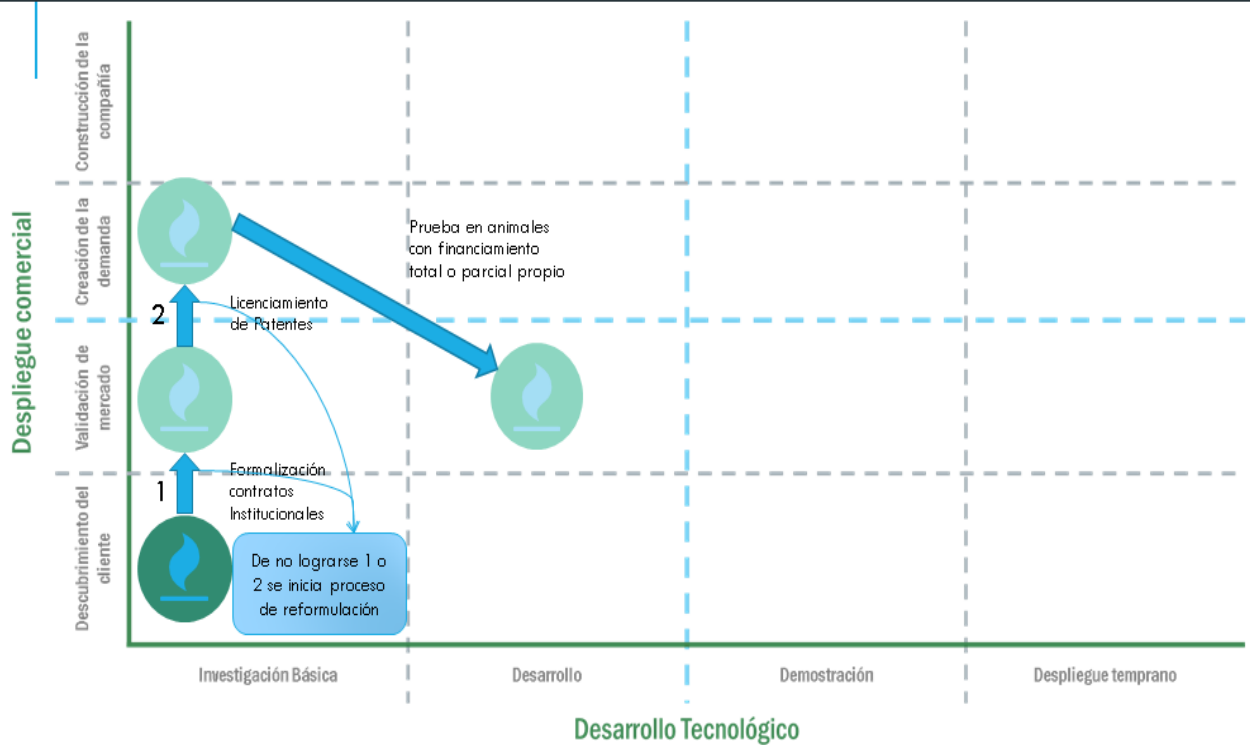 Despliegue comercial
Construcción de la
compañía
Creación de la
demanda
Validación de
mercado
Descubrimiento del
cliente
Prueba en animales
con financiamiento
total o parcial propio
2
Licenciamiento
de Patentes
1
Formalización
contratos
Institucionales
De no lograrse 1 o
2 se inicia proceso
de reformulación
Investigación Básica
Desarrollo
Demostración
Despliegue temprano
Desarrollo Tecnológico